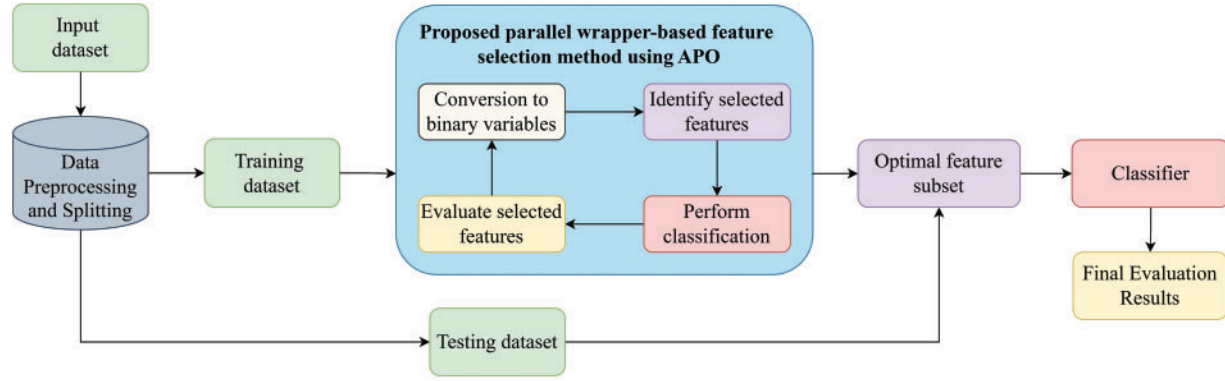 Input
dataset
Data
Preprocessing
and Splitting
Training
dataset
Proposed parallel wrapper-based feature
selection method using APO
Conversion to
binary variables
Identify selected
features
Evaluate selected
features
Perform
classification
Optimal feature
subset
Classifier
Final Evaluation
Results
Testing dataset